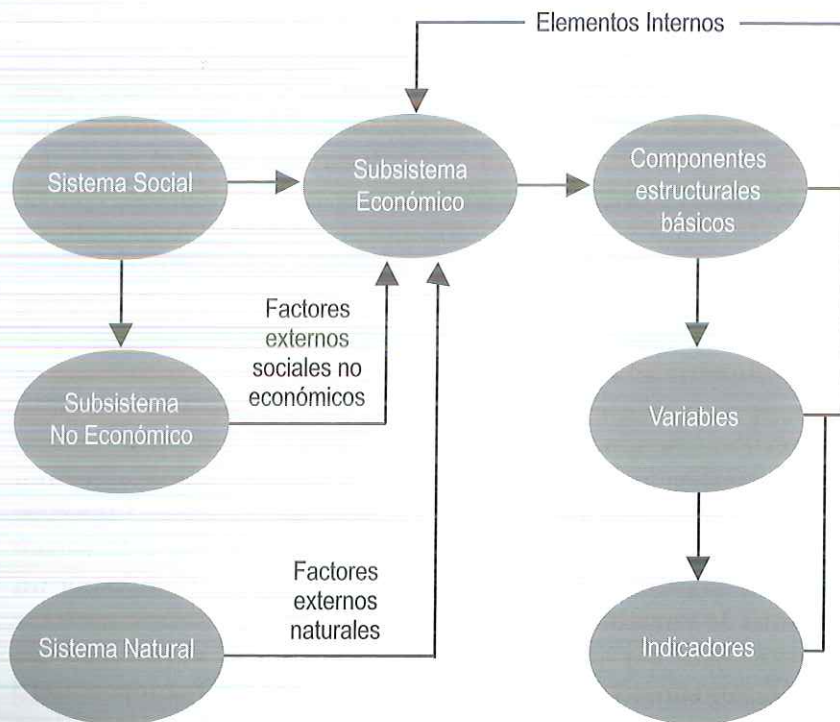 Elementos Internos
Sistema Social
Subsistema
Económico
Componentes
estructurales
básicos
Factores
externos
sociales no
económicos
Subsistema
No Económico
Variables
Factores
externos
naturales
Sistema Natural
Indicadores